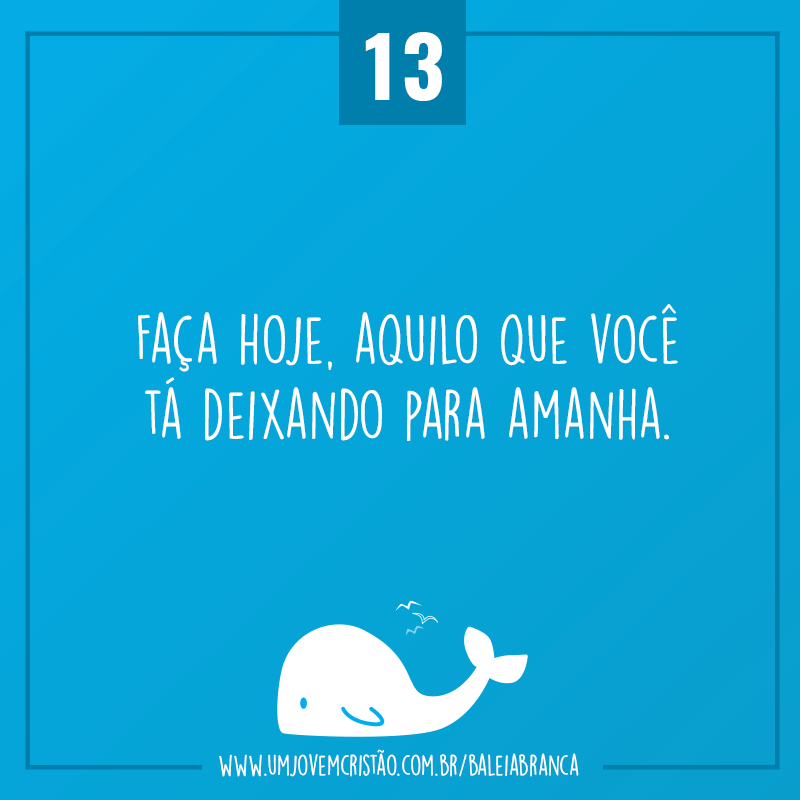 13
FAÇA HOJE, AQUILO QUE VOCÊ
TÁ DEIXANDO PARA AMANHA.
WWW.UMJOVEMCRISTÃO.COM.BR/BALEIABRANCA